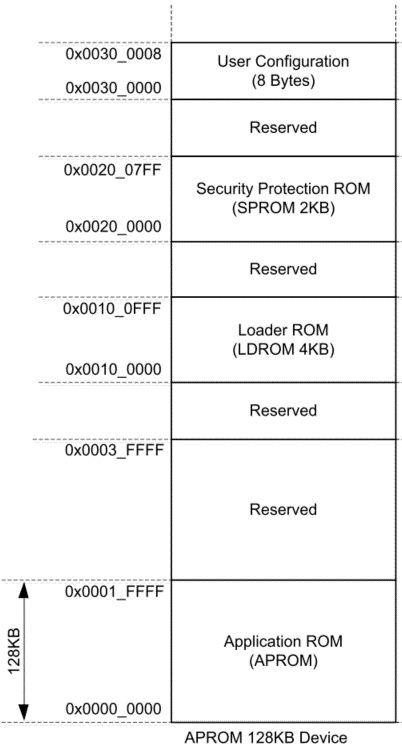 0x0030_0008
User Configuration
(8 Bytes)
0x0030_0000
Reserved
0x0020_07FF
Security Protection ROM
(SPROM 2KB)
0x0020_0000
Reserved
0x0010_0FFF
Loader ROM
(LDROM 4KB)
0x0010_0000
Reserved
0x0003_FFFF
Reserved
0x0001_FFFF
128KB
Application ROM
(APROM)
0x0000_0000
APROM 128KB Device